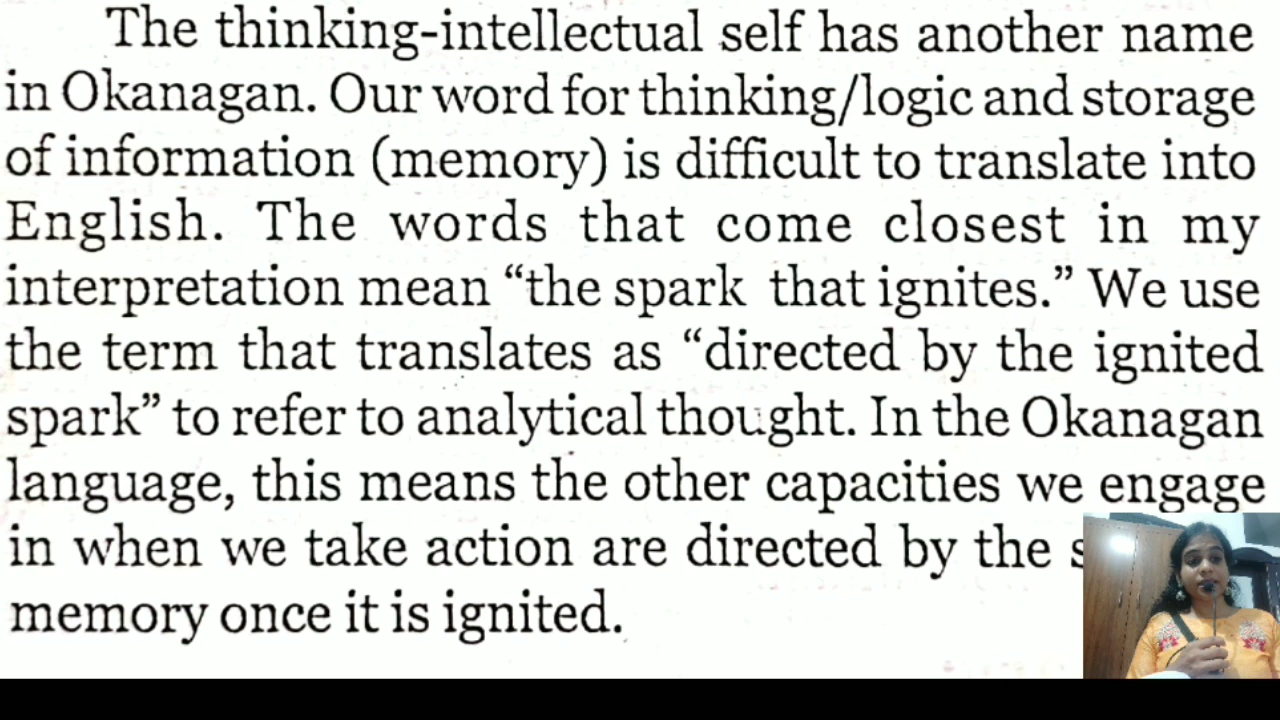 The thinking-intellectual self has another name
in Okanagan. Our word for thinking/logic and storage
of information (memory) is difficult to translate into
English. The words that come closest in my
interpretation mean “the spark that ignites.” We use
the term that translates as “directed by the ignited
spark” to refer to analytical thought. In the Okanagan
language, this means the other capacities we engage
in when we take action are directed by the
memory once it is ignited.